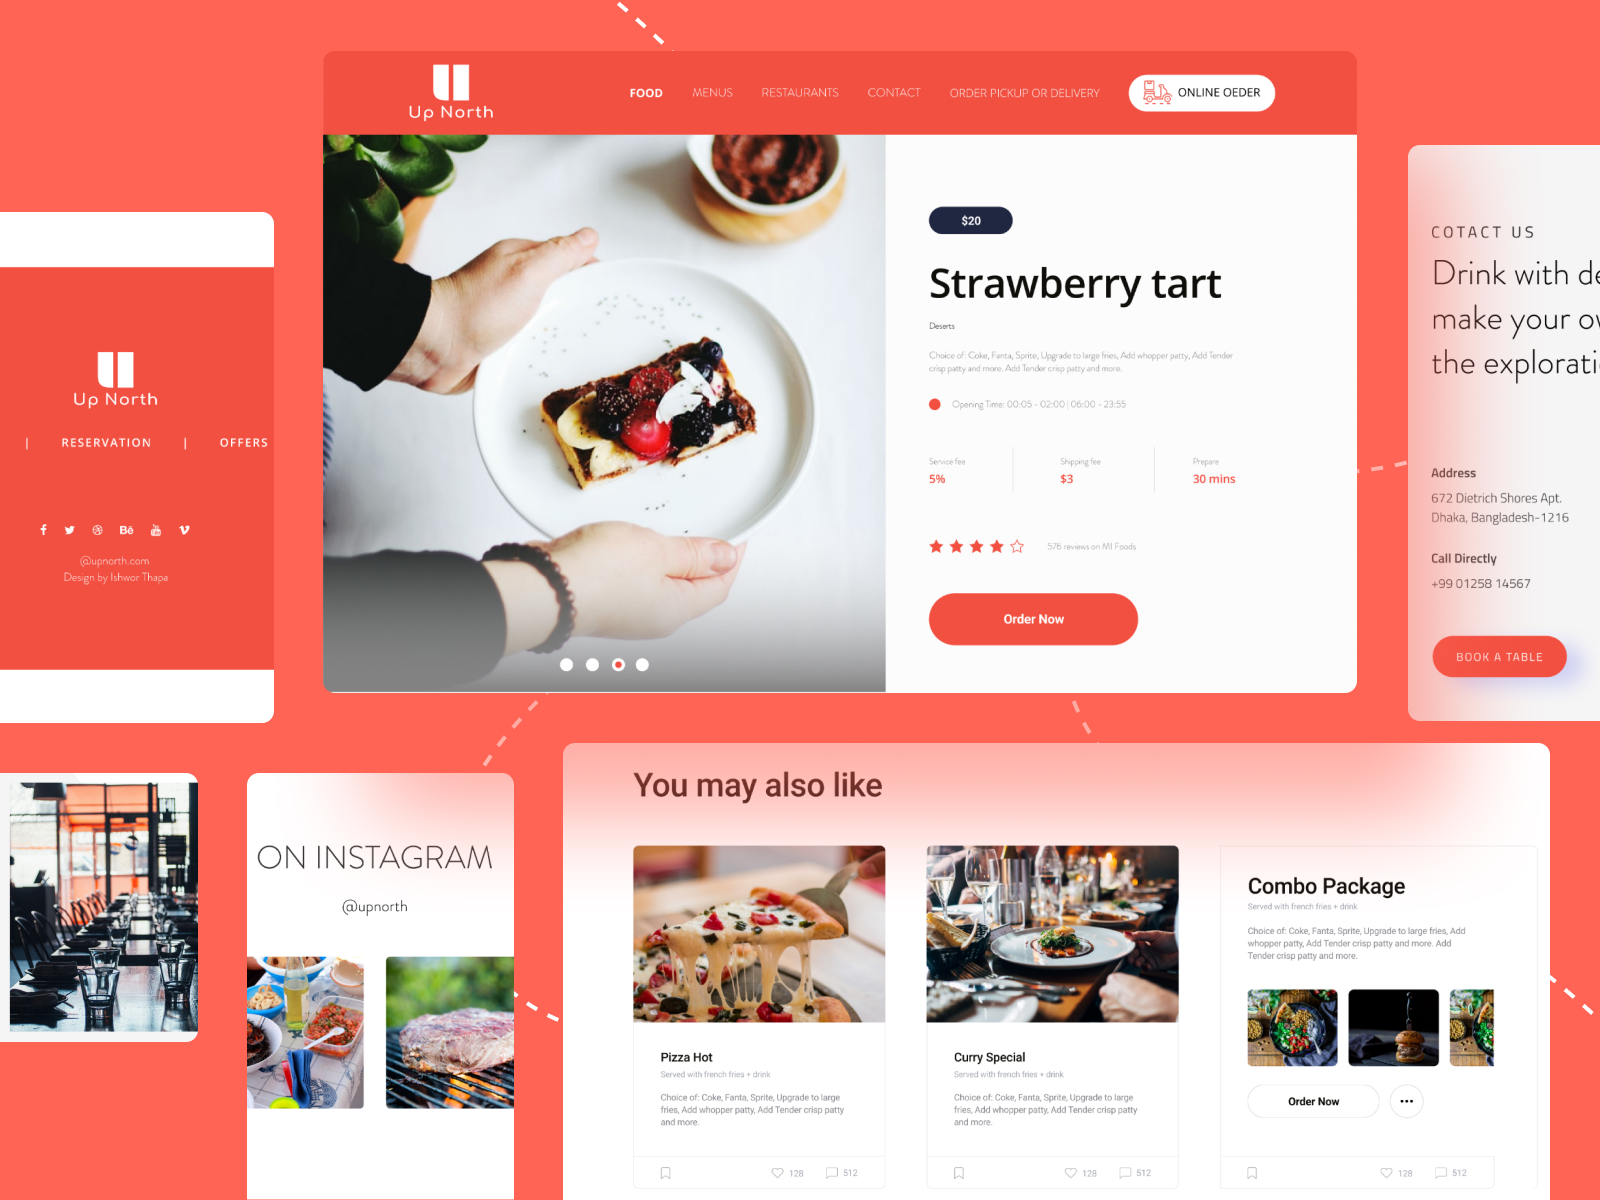 Up North
FOOD
MENUS
RESTAURANTS
CONTACT
ORDER PICKUP OR DELIVERY
ONLINE OEDER
$20
Strawberry tart
Deserts
Choice of: Coke, Fanta, Sprite, Upgrade to large fries, Add whopper patty, Add Tender
crisp patty and more. Add Tender crisp patty and more.
Opening Time: 00:05 - 02:00 | 06:00 - 23:55
Service fee
5%
Shipping fee
$3
Prepare
30 mins
576 reviews on MI Foods
Order Now
Up North
| RESERVATION | OFFERS
Bē
@upnorth.com
Design by Ishwor Thapa
COTACT US
Drink with de
make your ow
the explorati
Address
672 Dietrich Shores Apt.
Dhaka, Bangladesh-1216
Call Directly
+99 01258 14567
BOOK A TABLE
ON INSTAGRAM
@upnorth
You may also like
Pizza Hot
Served with french fries + drink
Choice of: Coke, Fanta, Sprite, Upgrade to large
fries, Add whopper patty, Add Tender crisp patty
and more.
128
512
Curry Special
Served with french fries + drink
Choice of: Coke, Fanta, Sprite, Upgrade to large
fries, Add whopper patty, Add Tender crisp patty
and more.
128
512
Combo Package
Served with french fries + drink
Choice of: Coke, Fanta, Sprite, Upgrade to large fries, Add
whopper patty, Add Tender crisp patty and more. Add
Tender crisp patty and more.
Order Now
128
512